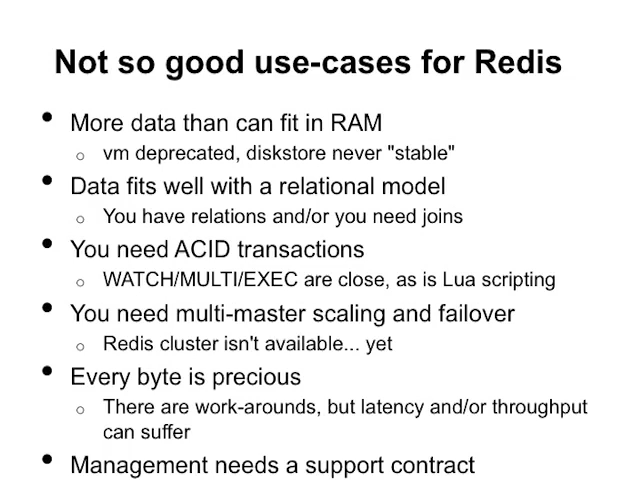 Not so good use-cases for Redis
• More data than can fit in RAM
o vm deprecated, diskstore never "stable"
• Data fits well with a relational model
o You have relations and/or you need joins
• You need ACID transactions
o WATCH/MULTI/EXEC are close, as is Lua scripting
• You need multi-master scaling and failover
o Redis cluster isn't available... yet
• Every byte is precious
o There are work-arounds, but latency and/or throughput
can suffer
• Management needs a support contract